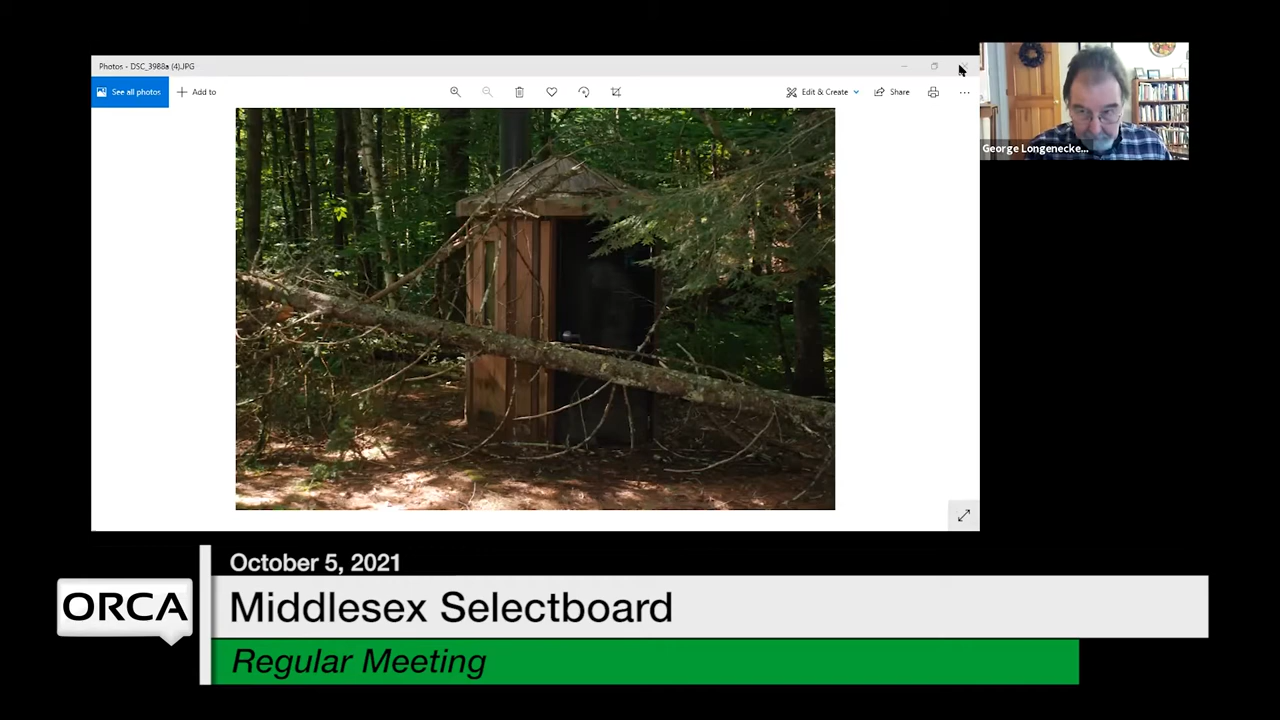 Photos - DSC_3988a (4).JPG
See all photos
Add to
Edit & Create
Share
George Longenecke...
October 5, 2021
ORCA
Middlesex Selectboard
Regular Meeting